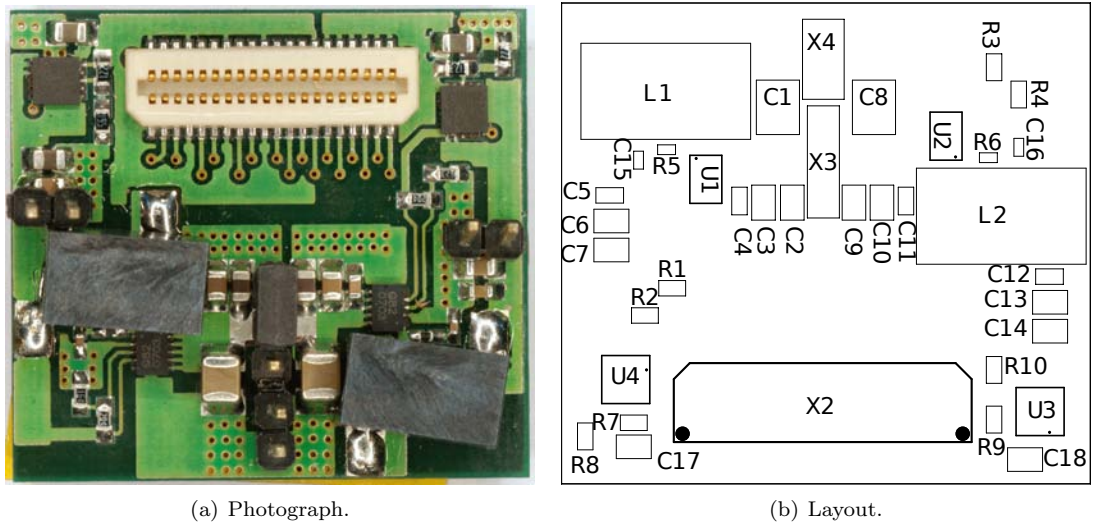 X4
R3
L1
C1
C8
R4
U2
R6
C16
C15
R5
U1
X3
C5
C6
C7
C4
C3
C2
C9
C10
C11
L2
R1
R2
C12
C13
C14
R10
U4
X2
U3
R7
R8
C17
R9
C18
(a) Photograph.
(b) Layout.